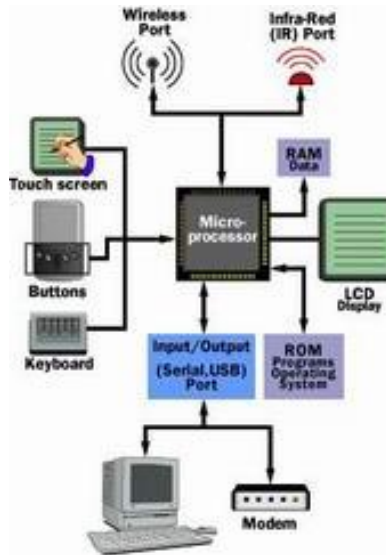 Wireless
Port
Infra-Red
(IR) Port
Touch screen
RAM
Data
Micro-
processor
Buttons
LCD
Display
Keyboard
Input/Output
(Serial,USB)
Port
ROM
Programs
Operating
System
Modem